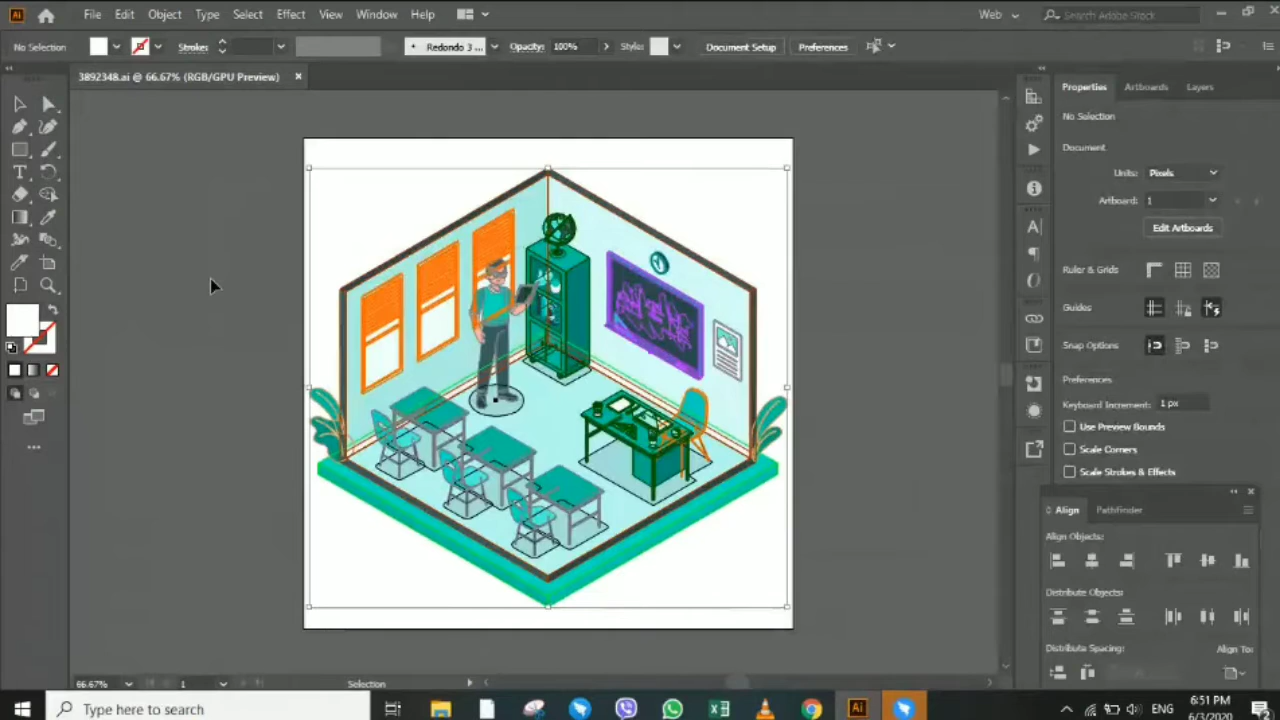 Ai File Edit Object Type Select Effect View Window Help Web Search Adobe Stock
No Selection Strokes Redondo 3 ... Opacity: 100% Style: Document Setup Preferences
3892348.ai @ 66.67% (RGB/GPU Preview) ×
Properties Artboards Layers
No Selection
Document
Units: Pixels
Artboard: 1
Edit Artboards
Ruler & Grids
Guides
Snap Options
Preferences
Keyboard Increment: 1 px
Use Preview Bounds
Scale Corners
Scale Strokes & Effects
Align Pathfinder
Align Objects:
Distribute Objects:
Distribute Spacing: Align To:
66.67% 1 Selection
Type here to search
Ai
ENG
6:51 PM
6/3/2020